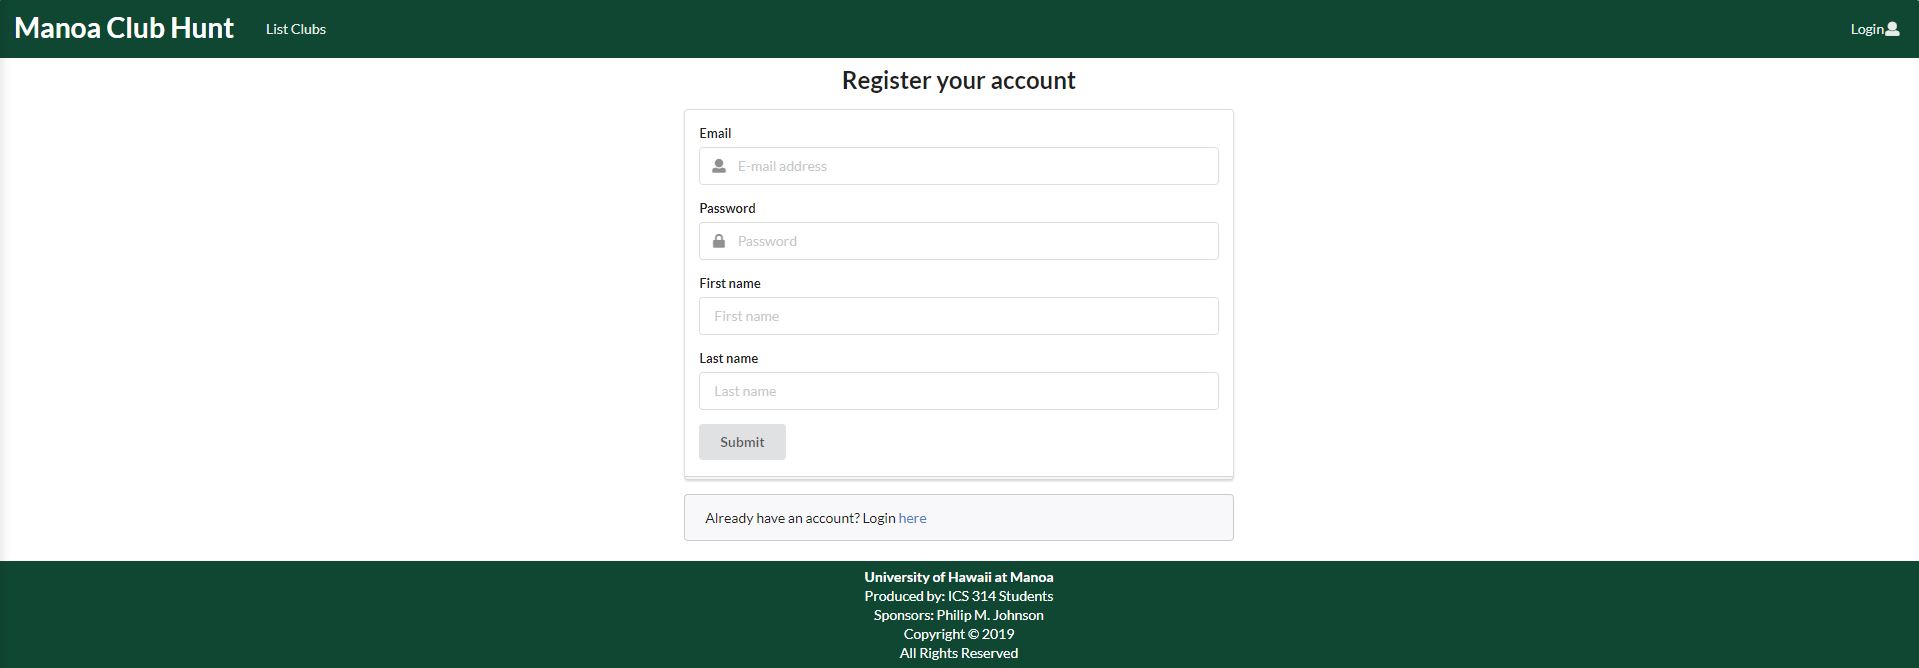 Manoa Club Hunt
List Clubs
Login
Register your account
Email
E-mail address
Password
Password
First name
First name
Last name
Last name
Submit
Already have an account? Login here
University of Hawaii at Manoa
Produced by: ICS 314 Students
Sponsors: Philip M. Johnson
Copyright © 2019
All Rights Reserved